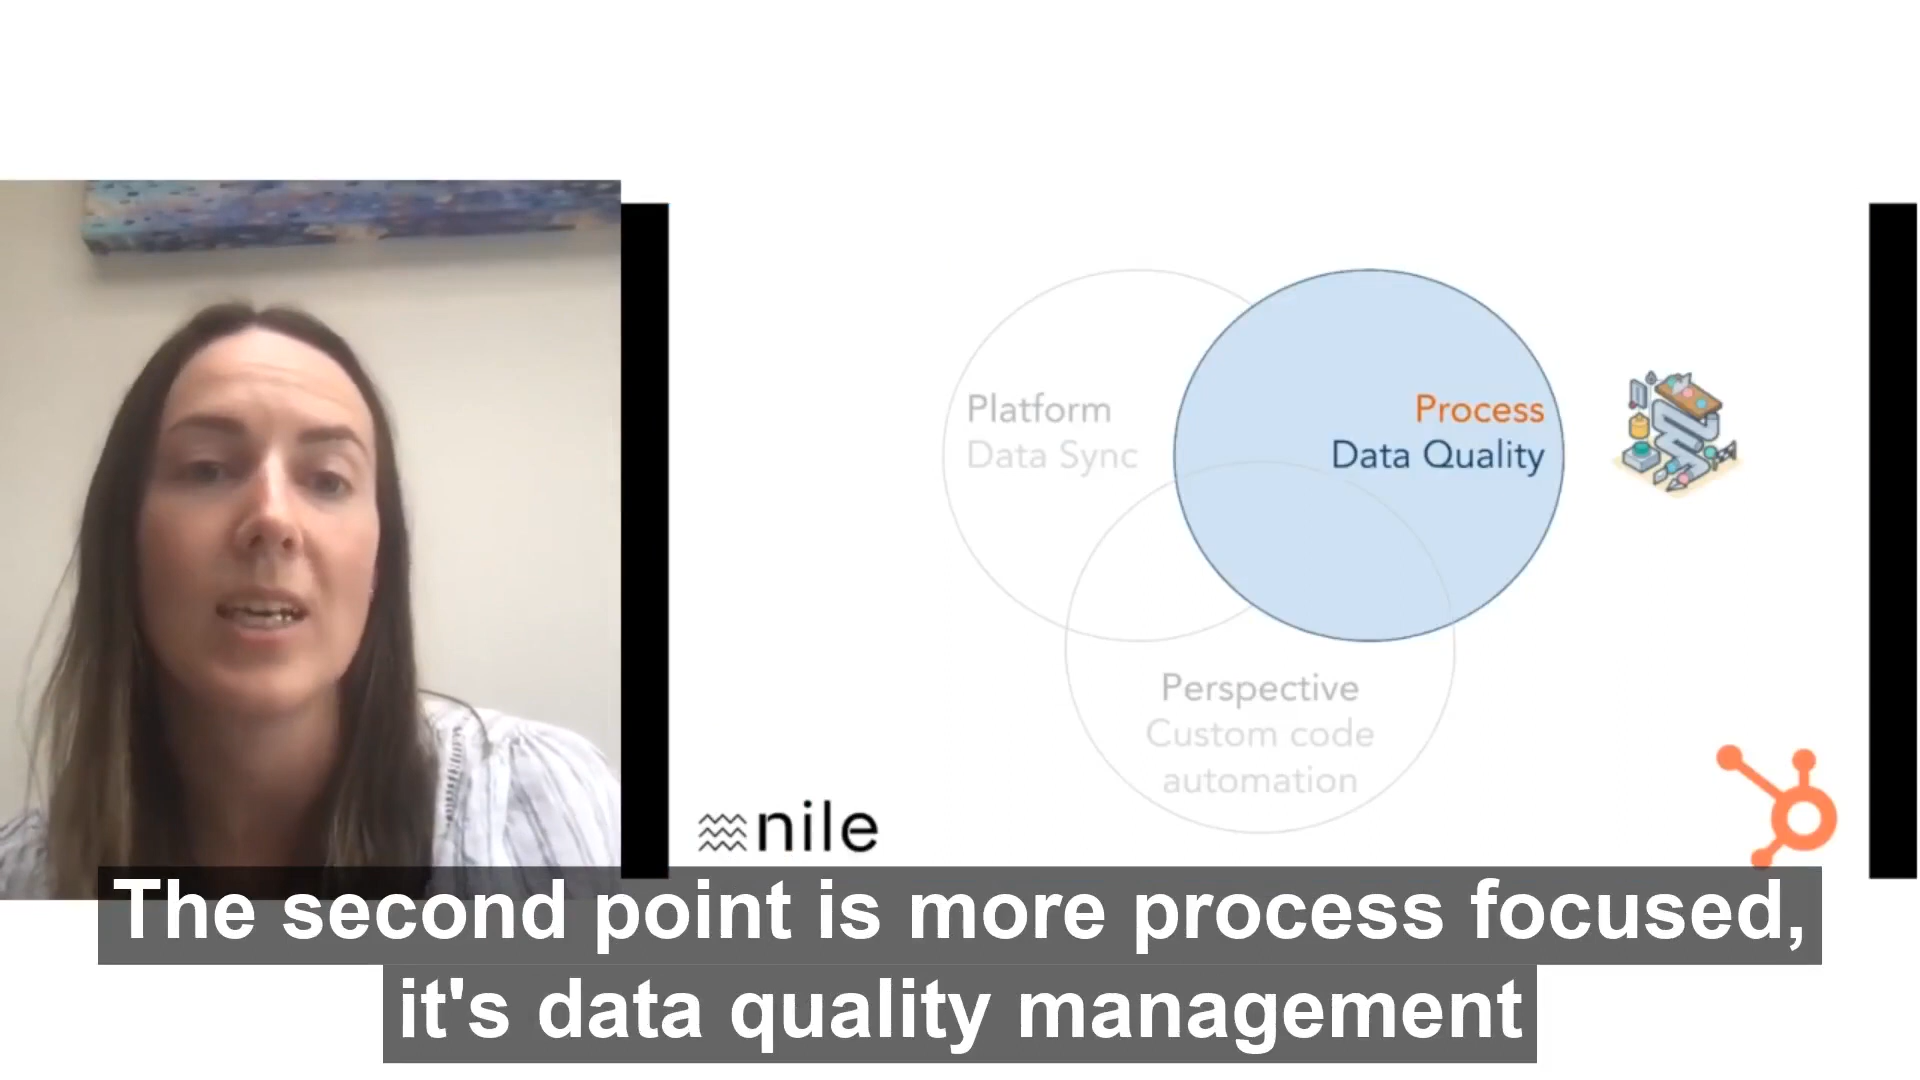 Platform
Data Sync
Process
Data Quality
Perspective
Custom code
automation
nile
The second point is more process focused,
it's data quality management